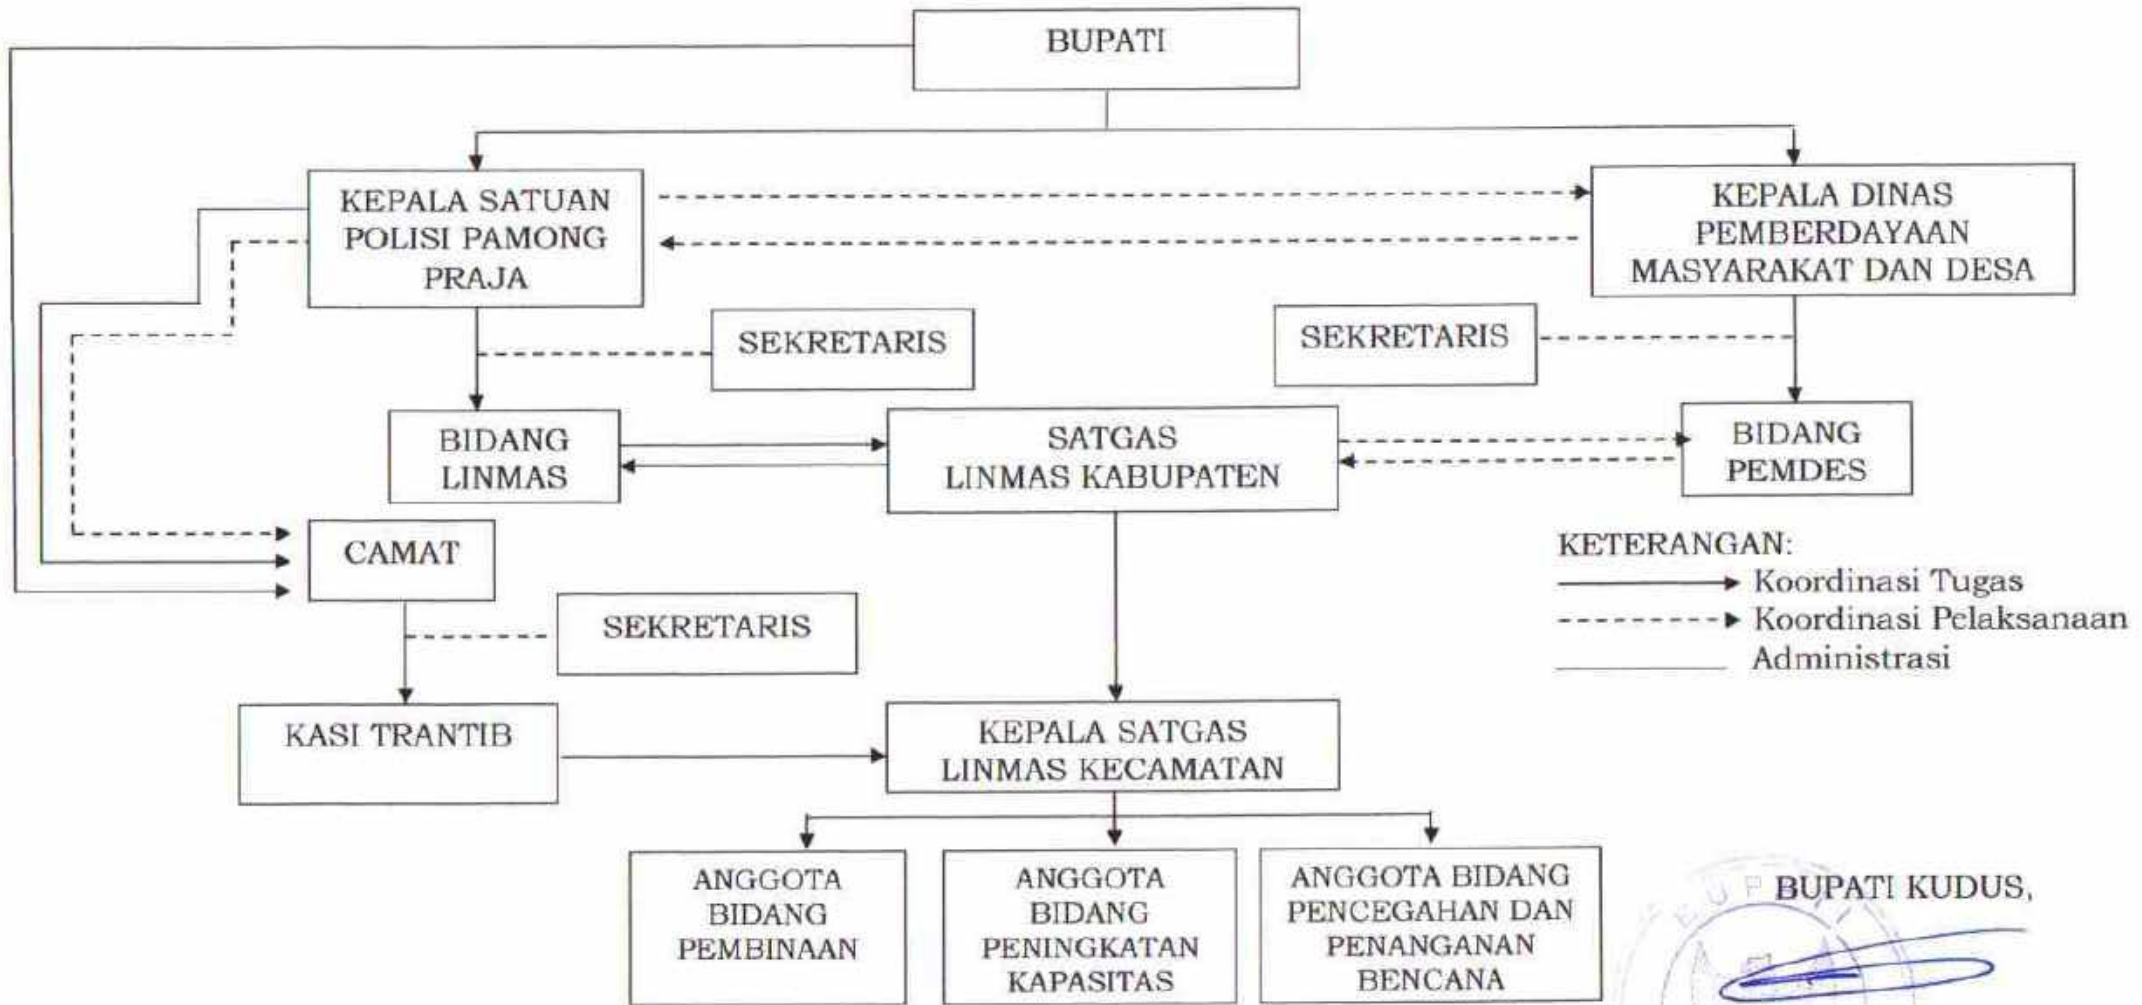 BUPATI
KEPALA SATUAN
POLISI PAMONG
PRAJA
KEPALA DINAS
PEMBERDAYAAN
MASYARAKAT DAN DESA
SEKRETARIS
SEKRETARIS
BIDANG
LINMAS
SATGAS
LINMAS KABUPATEN
BIDANG
PEMDES
CAMAT
KETERANGAN:
Koordinasi Tugas
Koordinasi Pelaksanaan
Administrasi
SEKRETARIS
KASI TRANTIB
KEPALA SATGAS
LINMAS KECAMATAN
ANGGOTA
BIDANG
PEMBINAAN
ANGGOTA
BIDANG
PENINGKATAN
KAPASITAS
ANGGOTA BIDANG
PENCEGAHAN DAN
PENANGANAN
BENCANA
BUPATI KUDUS,